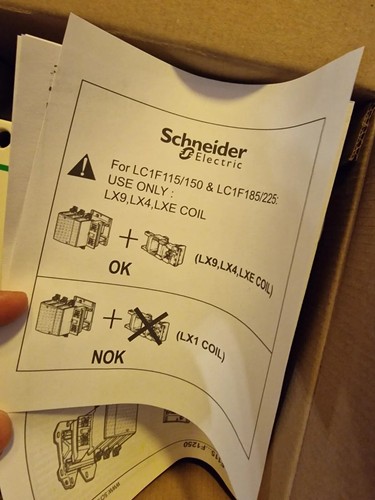 Schneider
Electric
For LC1F115/150 & LC1F185/225:
USE ONLY :
LX9,LX4,LXE COIL
+ (LX9,LX4,LXE COIL)
OK
+ (LX1 COIL)
NOK